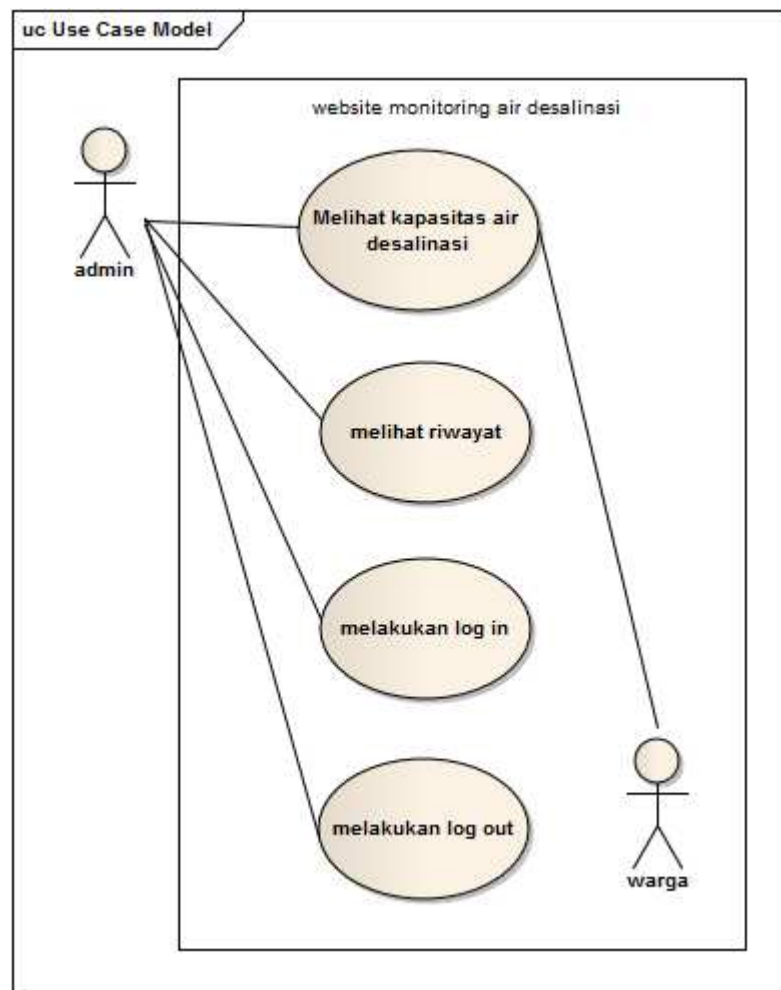 uc Use Case Model
website monitoring air desalinasi
admin
Melihat kapasitas air
desalinasi
melihat riwayat
melakukan log in
melakukan log out
warga